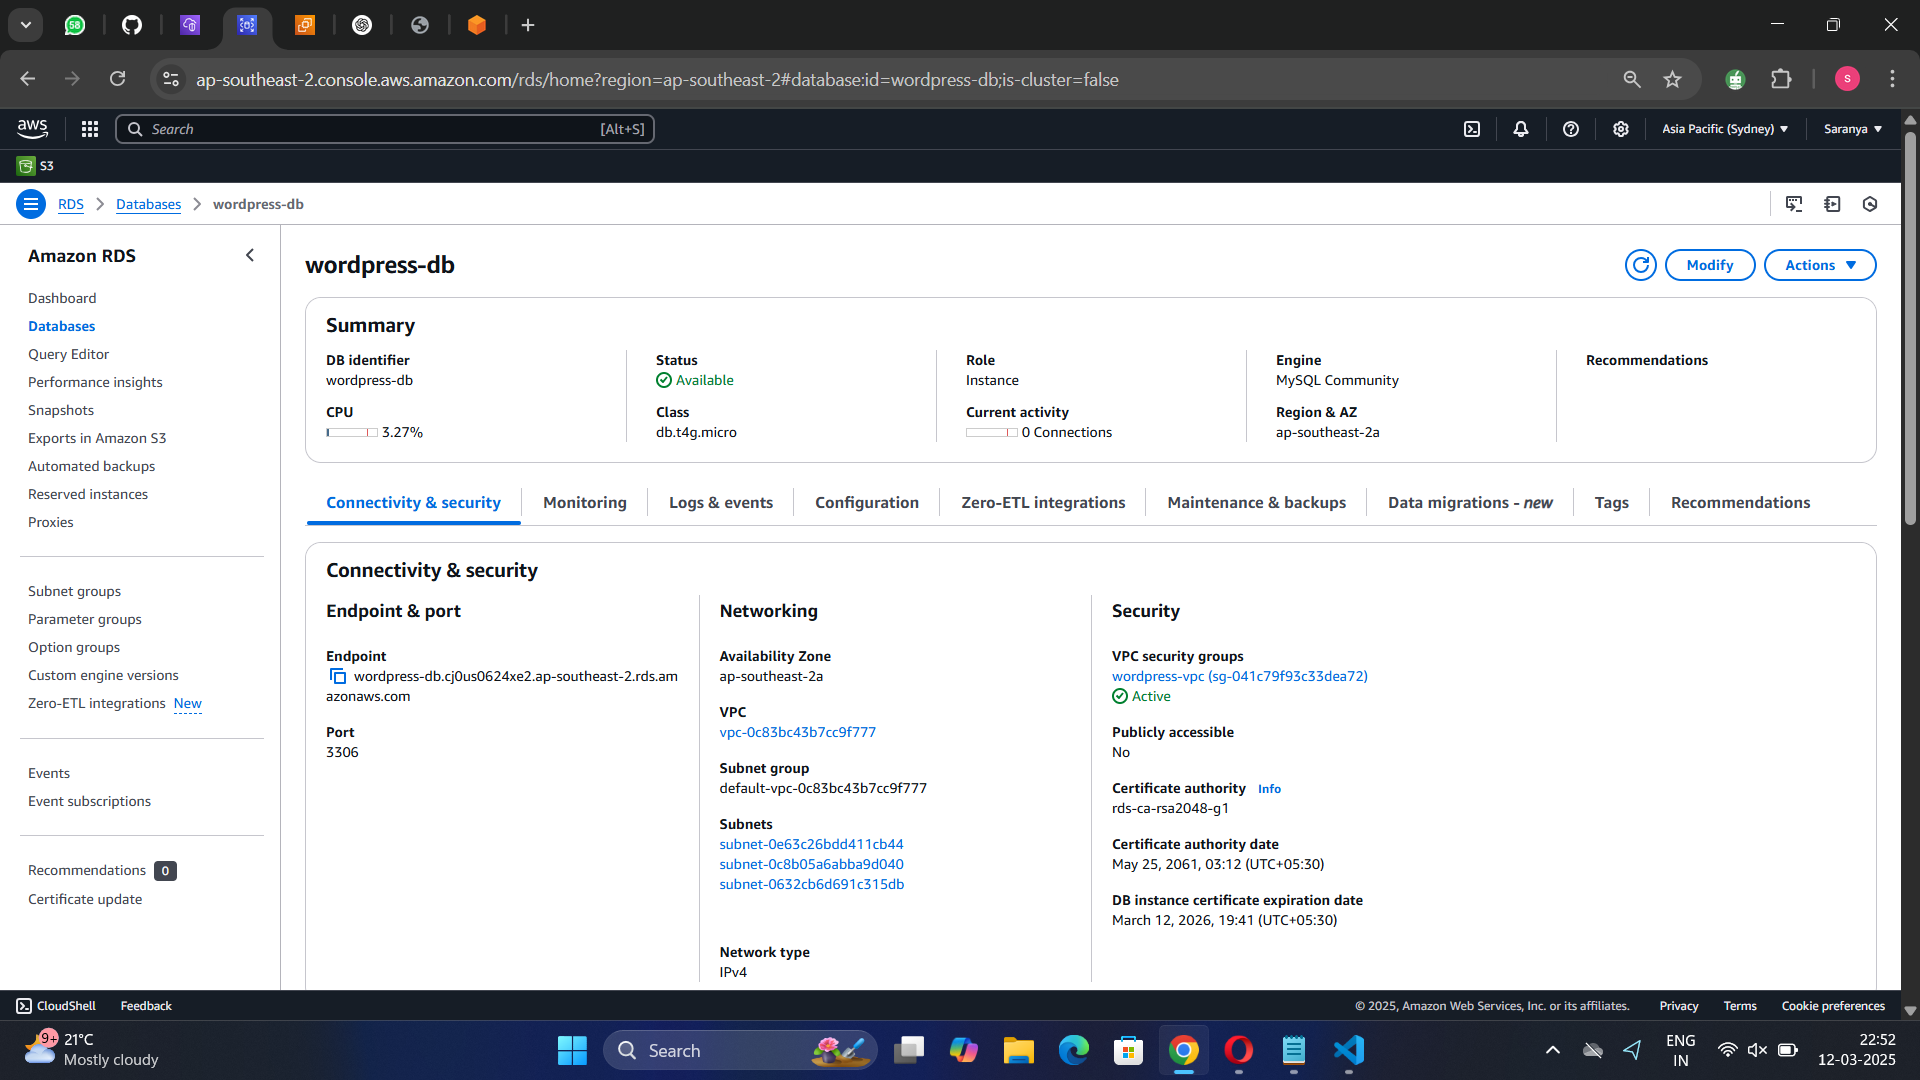 58
ap-southeast-2.console.aws.amazon.com/rds/home?region=ap-southeast-2#database:id=wordpress-db;is-cluster=false
S
aws
Search
[Alt+S]
Asia Pacific (Sydney)
Saranya
S3
RDS
Databases
wordpress-db
Amazon RDS
Dashboard
Databases
Query Editor
Performance insights
Snapshots
Exports in Amazon S3
Automated backups
Reserved instances
Proxies
Subnet groups
Parameter groups
Option groups
Custom engine versions
Zero-ETL integrations New
Events
Event subscriptions
Recommendations 0
Certificate update
wordpress-db
Modify
Actions
Summary
DB identifier
wordpress-db
CPU
3.27%
Status
Available
Class
db.t4g.micro
Role
Instance
Current activity
0 Connections
Engine
MySQL Community
Region & AZ
ap-southeast-2a
Recommendations
Connectivity & security
Monitoring
Logs & events
Configuration
Zero-ETL integrations
Maintenance & backups
Data migrations - new
Tags
Recommendations
Connectivity & security
Endpoint & port
Endpoint
wordpress-db.cj0us0624xe2.ap-southeast-2.rds.am
azonaws.com
Port
3306
Networking
Availability Zone
ap-southeast-2a
VPC
vpc-0c83bc43b7cc9f777
Subnet group
default-vpc-0c83bc43b7cc9f777
Subnets
subnet-0e63c26bdd411cb44
subnet-0c8b05a6abba9d040
subnet-0632cb6d691c315db
Network type
IPv4
Security
VPC security groups
wordpress-vpc (sg-041c79f93c33dea72)
Active
Publicly accessible
No
Certificate authority Info
rds-ca-rsa2048-g1
Certificate authority date
May 25, 2061, 03:12 (UTC+05:30)
DB instance certificate expiration date
March 12, 2026, 19:41 (UTC+05:30)
CloudShell
Feedback
© 2025, Amazon Web Services, Inc. or its affiliates.
Privacy
Terms
Cookie preferences
9+
21°C
Mostly cloudy
Search
ENG
IN
22:52
12-03-2025